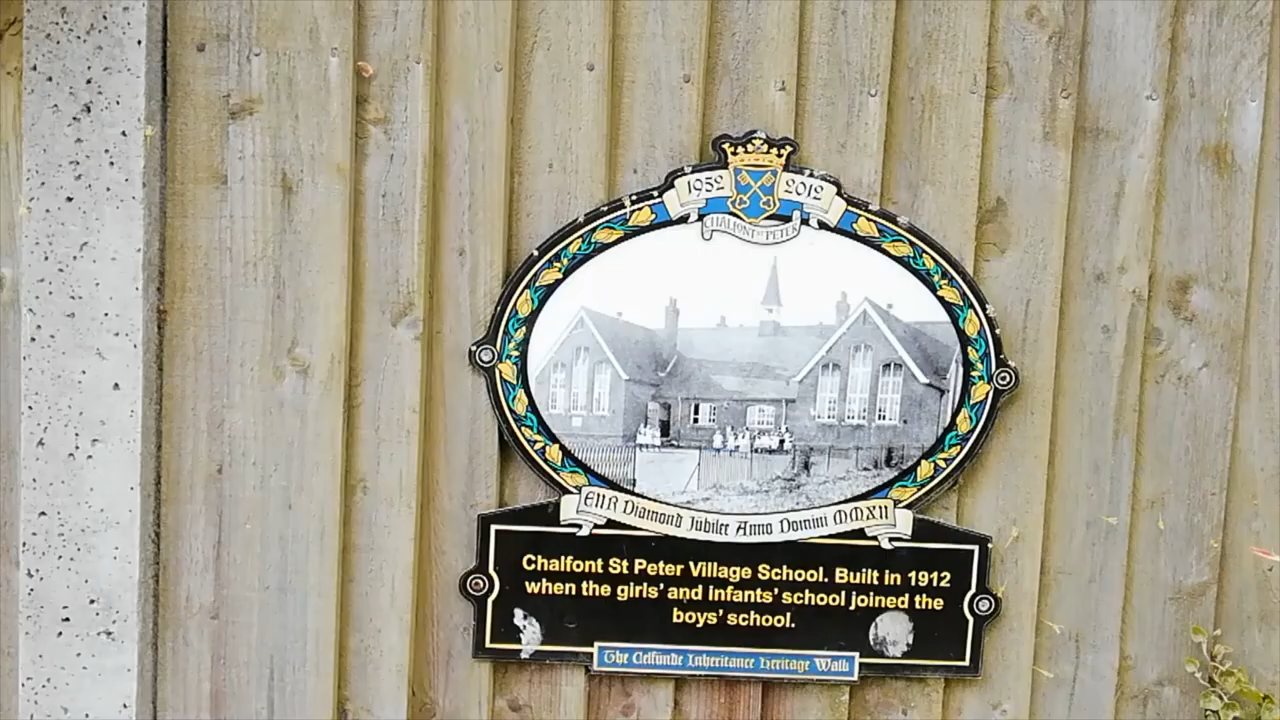 1952 2012
CHALFONT ST PETER
EIIR Diamond Jubilee Anno Domini MMXII
Chalfont St Peter Village School. Built in 1912
when the girls' and infants' school joined the
boys' school.
The Celfunde Inheritance Heritage Walk